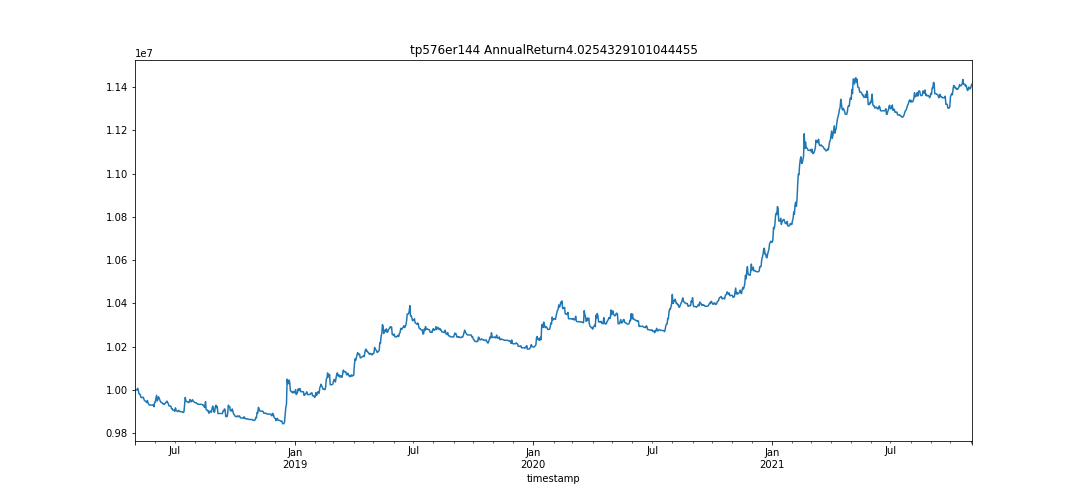 tp576er144 AnnualReturn4.0254329101044455
1e7
1.14
1.12
1.10
1.08
1.06
1.04
1.02
1.00
0.98
Jul
Jan
2019
Jul
Jan
2020
Jul
Jan
2021
Jul
timestamp